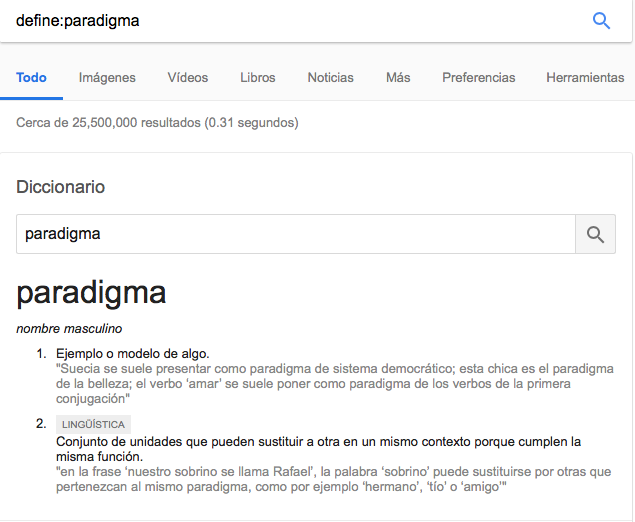 define:paradigma
Todo Imágenes Vídeos Libros Noticias Más Preferencias Herramientas
Cerca de 25,500,000 resultados (0.31 segundos)
Diccionario
paradigma
paradigma
nombre masculino
1. Ejemplo o modelo de algo.
"Suecia se suele presentar como paradigma de sistema democrático; esta chica es el paradigma
de la belleza; el verbo ‘amar’ se suele poner como paradigma de los verbos de la primera
conjugación"
2. LINGÜÍSTICA
Conjunto de unidades que pueden sustituir a otra en un mismo contexto porque cumplen la
misma función.
"en la frase ‘nuestro sobrino se llama Rafael’, la palabra ‘sobrino’ puede sustituirse por otras que
pertenezcan al mismo paradigma, como por ejemplo ‘hermano’, ‘tío’ o ‘amigo’"